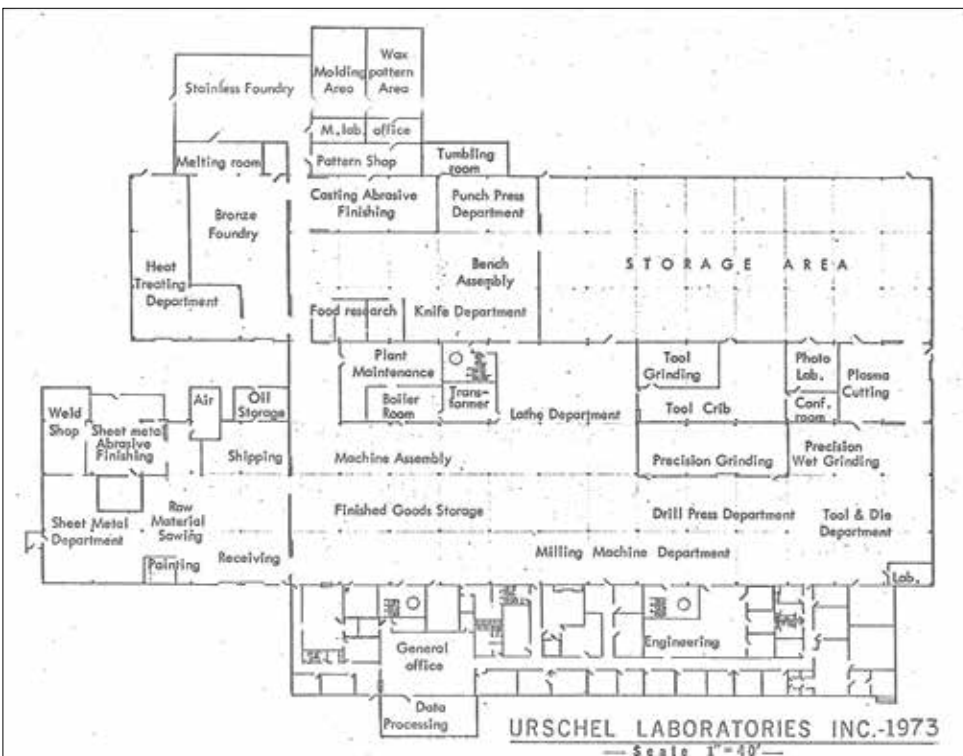 Stainless Foundry
Molding
Area
Wax
pattern
Area
M. lab.
office
Melting room
Pattern Shop
Tumbling
room
Casting Abrasive
Finishing
Punch Press
Department
Bronze
Foundry
Heat
Treating
Department
Bench
Assembly
STORAGE AREA
Food research
Knife Department
Plant
Maintenance
Boiler
Room
Trans-
former
Lathe Department
Tool
Grinding
Tool Crib
Photo
Lab.
Conf.
room
Plasma
Cutting
Weld
Shop
Sheet metal
Abrasive
Finishing
Air
Oil
Storage
Shipping
Machine Assembly
Precision Grinding
Precision
Wet Grinding
Sheet Metal
Department
Raw
Material
Sawing
Painting
Receiving
Finished Goods Storage
Drill Press Department
Tool & Die
Department
Milling Machine Department
Lab.
General
office
Engineering
Data
Processing
URSCHEL LABORATORIES INC.-1973
Scale 1"=40'